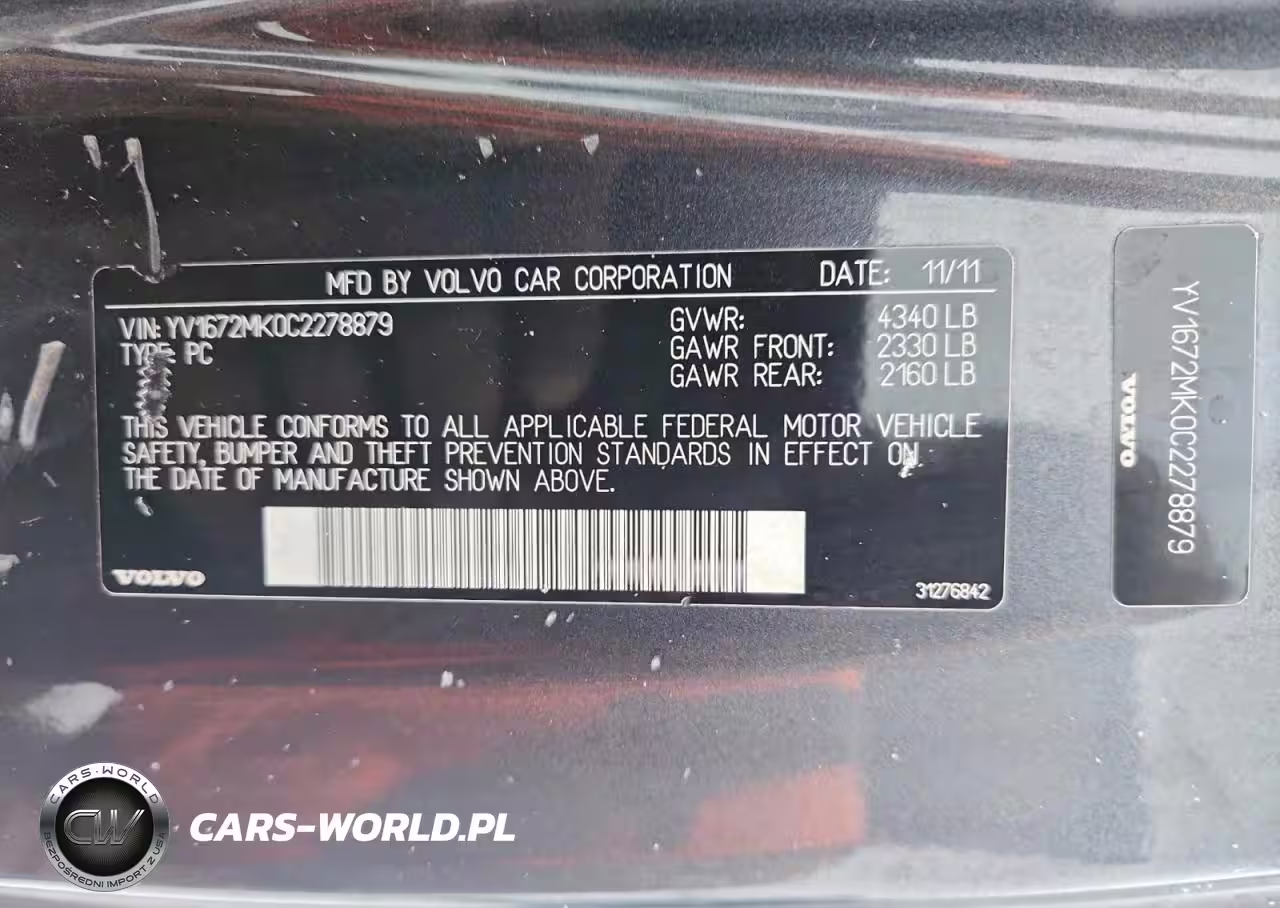 MFD BY VOLVO CAR CORPORATION DATE: 11/11
VIN: YV1672MK0C2278879
TYPE: PC
GVWR: 4340 LB
GAWR FRONT: 2330 LB
GAWR REAR: 2160 LB
THIS VEHICLE CONFORMS TO ALL APPLICABLE FEDERAL MOTOR VEHICLE
SAFETY, BUMPER AND THEFT PREVENTION STANDARDS IN EFFECT ON
THE DATE OF MANUFACTURE SHOWN ABOVE.
VOLVO
31276842
YV1672MK0C2278879
VOLVO
CARS-WORLD
CW
BEZPOŚREDNI IMPORT Z USA
CARS-WORLD.PL